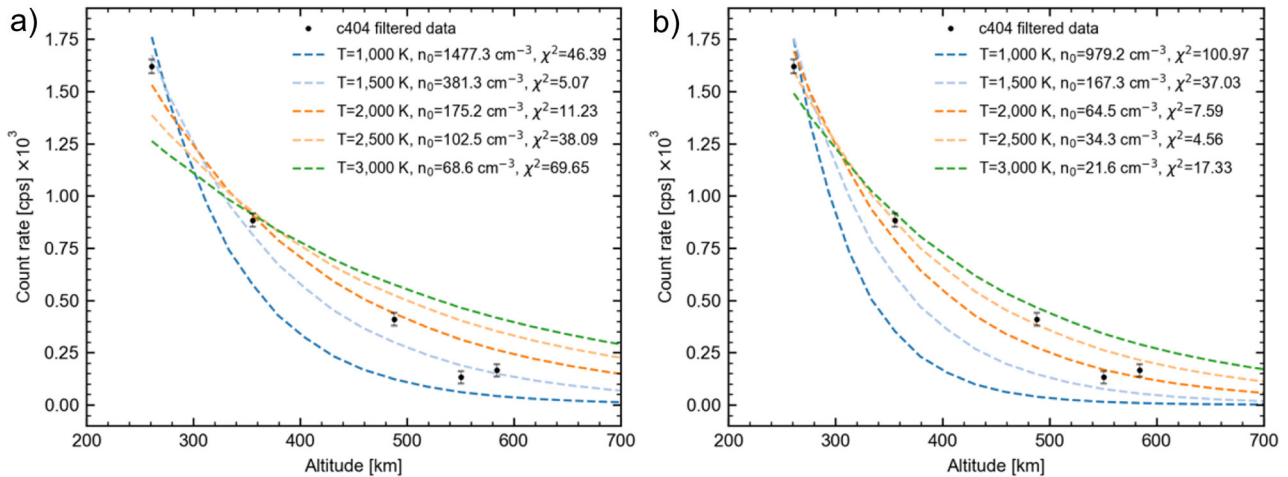 a)
c404 filtered data
T=1,000 K, n₀=1477.3 cm⁻³, χ²=46.39
T=1,500 K, n₀=381.3 cm⁻³, χ²=5.07
T=2,000 K, n₀=175.2 cm⁻³, χ²=11.23
T=2,500 K, n₀=102.5 cm⁻³, χ²=38.09
T=3,000 K, n₀=68.6 cm⁻³, χ²=69.65
Count rate [cps] ×10³
1.75
1.50
1.25
1.00
0.75
0.50
0.25
0.00
200 300 400 500 600 700
Altitude [km]
b)
c404 filtered data
T=1,000 K, n₀=979.2 cm⁻³, χ²=100.97
T=1,500 K, n₀=167.3 cm⁻³, χ²=37.03
T=2,000 K, n₀=64.5 cm⁻³, χ²=7.59
T=2,500 K, n₀=34.3 cm⁻³, χ²=4.56
T=3,000 K, n₀=21.6 cm⁻³, χ²=17.33
Count rate [cps] ×10³
1.75
1.50
1.25
1.00
0.75
0.50
0.25
0.00
200 300 400 500 600 700
Altitude [km]